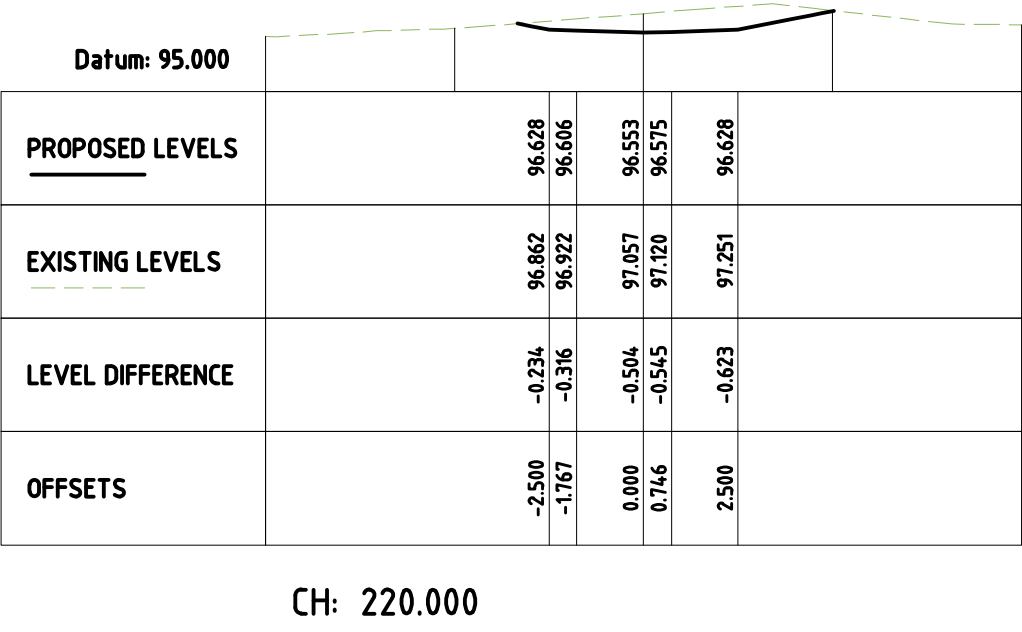 Datum: 95.000
PROPOSED LEVELS
96.628 96.606 96.553 96.575 96.628
EXISTING LEVELS
96.862 96.922 97.057 97.120 97.251
LEVEL DIFFERENCE
-0.234 -0.316 -0.504 -0.545 -0.623
OFFSETS
-2.500 -1.767 0.000 0.746 2.500
CH: 220.000